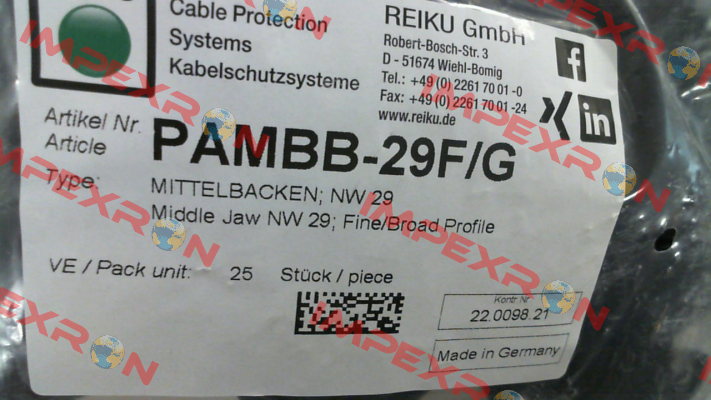 Cable Protection
Systems
Kabelschutzsysteme
REIKU GmbH
Robert-Bosch-Str. 3
D - 51674 Wiehl-Bomig
Tel.: +49 (0) 2261 70 01 -0
Fax: +49 (0) 2261 70 01 -24
www.reiku.de
f
in
Artikel Nr.
Article
PAMBB-29F/G
Type:
MITTELBACKEN; NW 29
Middle Jaw NW 29; Fine/Broad Profile
VE / Pack unit: 25 Stück / piece
Kontr.Nr.
22.0098.21
Made in Germany
IMPEXRON